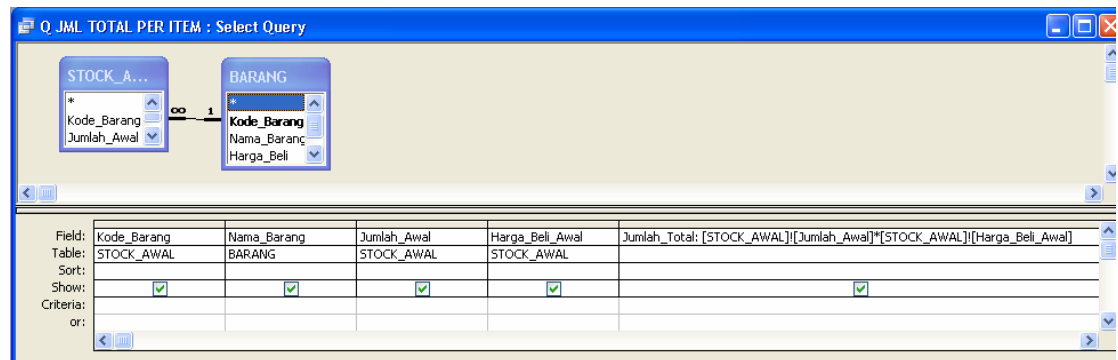 Q JML TOTAL PER ITEM : Select Query
STOCK_A...
*
Kode_Barang
Jumlah_Awal
∞ 1
BARANG
*
Kode_Barang
Nama_Barang
Harga_Beli
Field: Kode_Barang Nama_Barang Jumlah_Awal Harga_Beli_Awal Jumlah_Total: [STOCK_AWAL]![Jumlah_Awal]*[STOCK_AWAL]![Harga_Beli_Awal]
Table: STOCK_AWAL BARANG STOCK_AWAL STOCK_AWAL
Sort:
Show:
Criteria:
or: